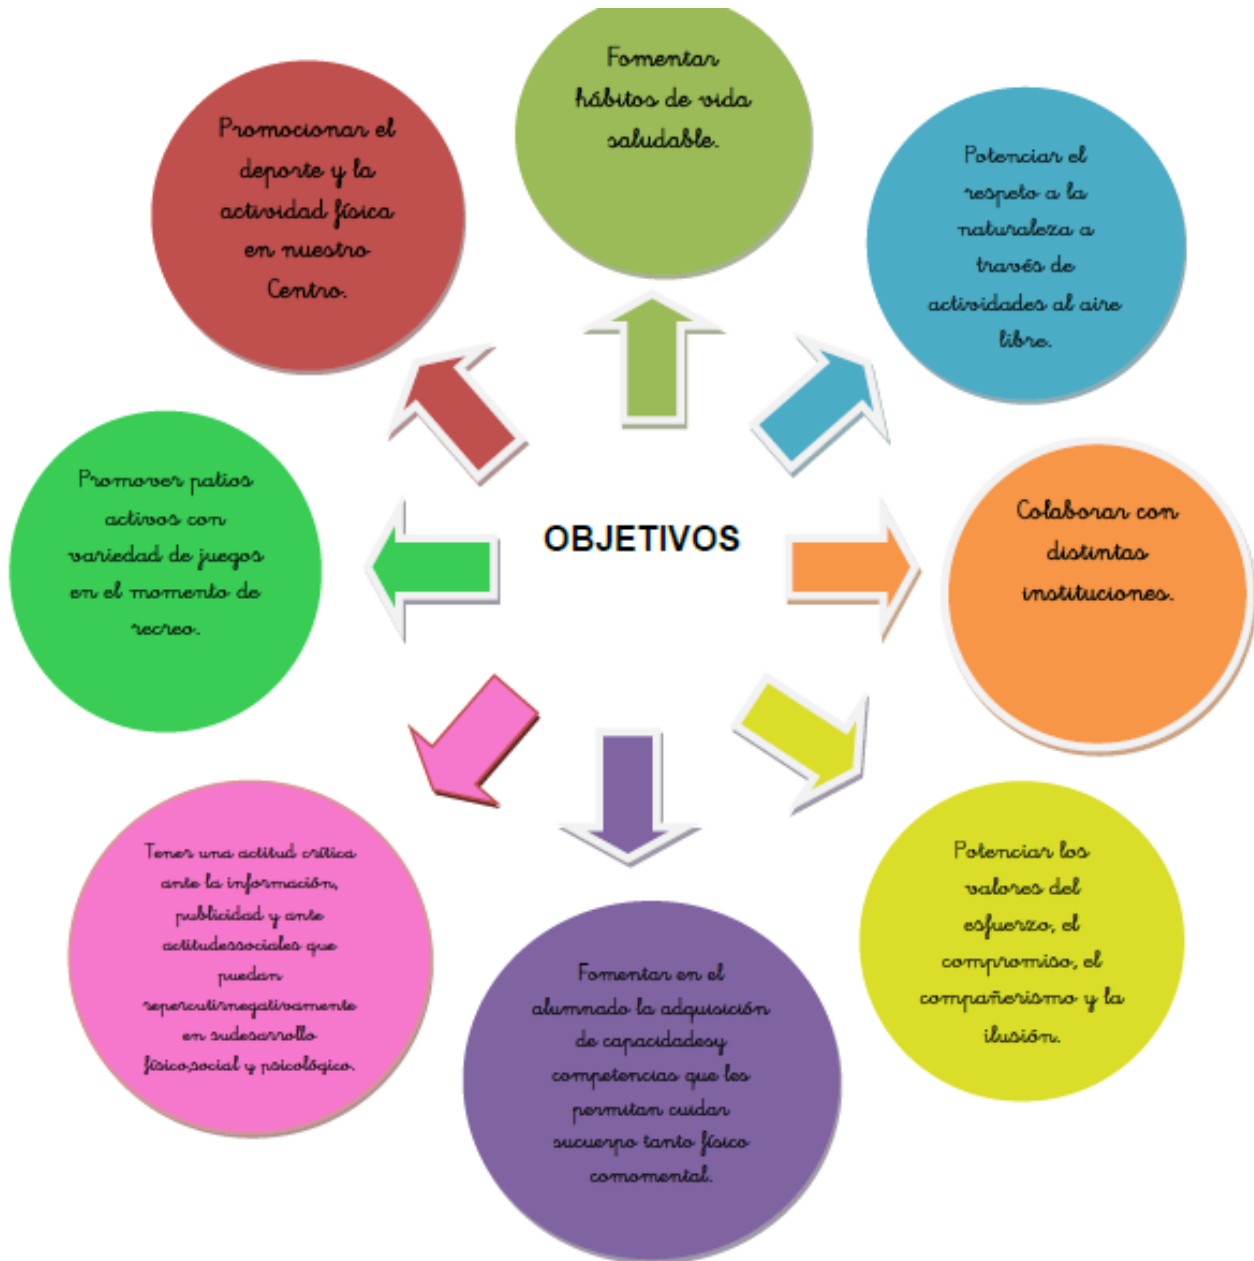 Fomentar
hábitos de vida
saludable.
Promocionar el
deporte y la
actividad física
en nuestro
Centro.
Potenciar el
respeto a la
naturaleza a
través de
actividades al aire
libre.
Promover patios
activos con
variedad de juegos
en el momento de
recreo.
OBJETIVOS
Colaborar con
distintas
instituciones.
Tener una actitud crítica
ante la información,
publicidad y ante
actitudessociales que
puedan
repercutirnegativamente
en sudesarrollo
físico,social y psicológico.
Fomentar en el
alumnado la adquisición
de capacidadesy
competencias que les
permitan cuidar
sucuerpo tanto físico
comomental.
Potenciar los
valores del
esfuerzo, el
compromiso, el
compañerismo y la
ilusión.